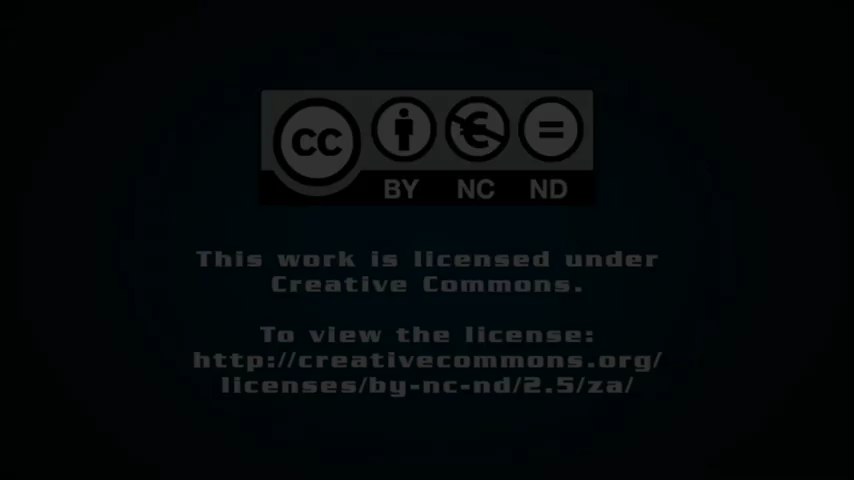 CC
BY NC ND
This work is licensed under
Creative Commons.
To view the license:
http://creativecommons.org/
licenses/by-nc-nd/2.5/za/